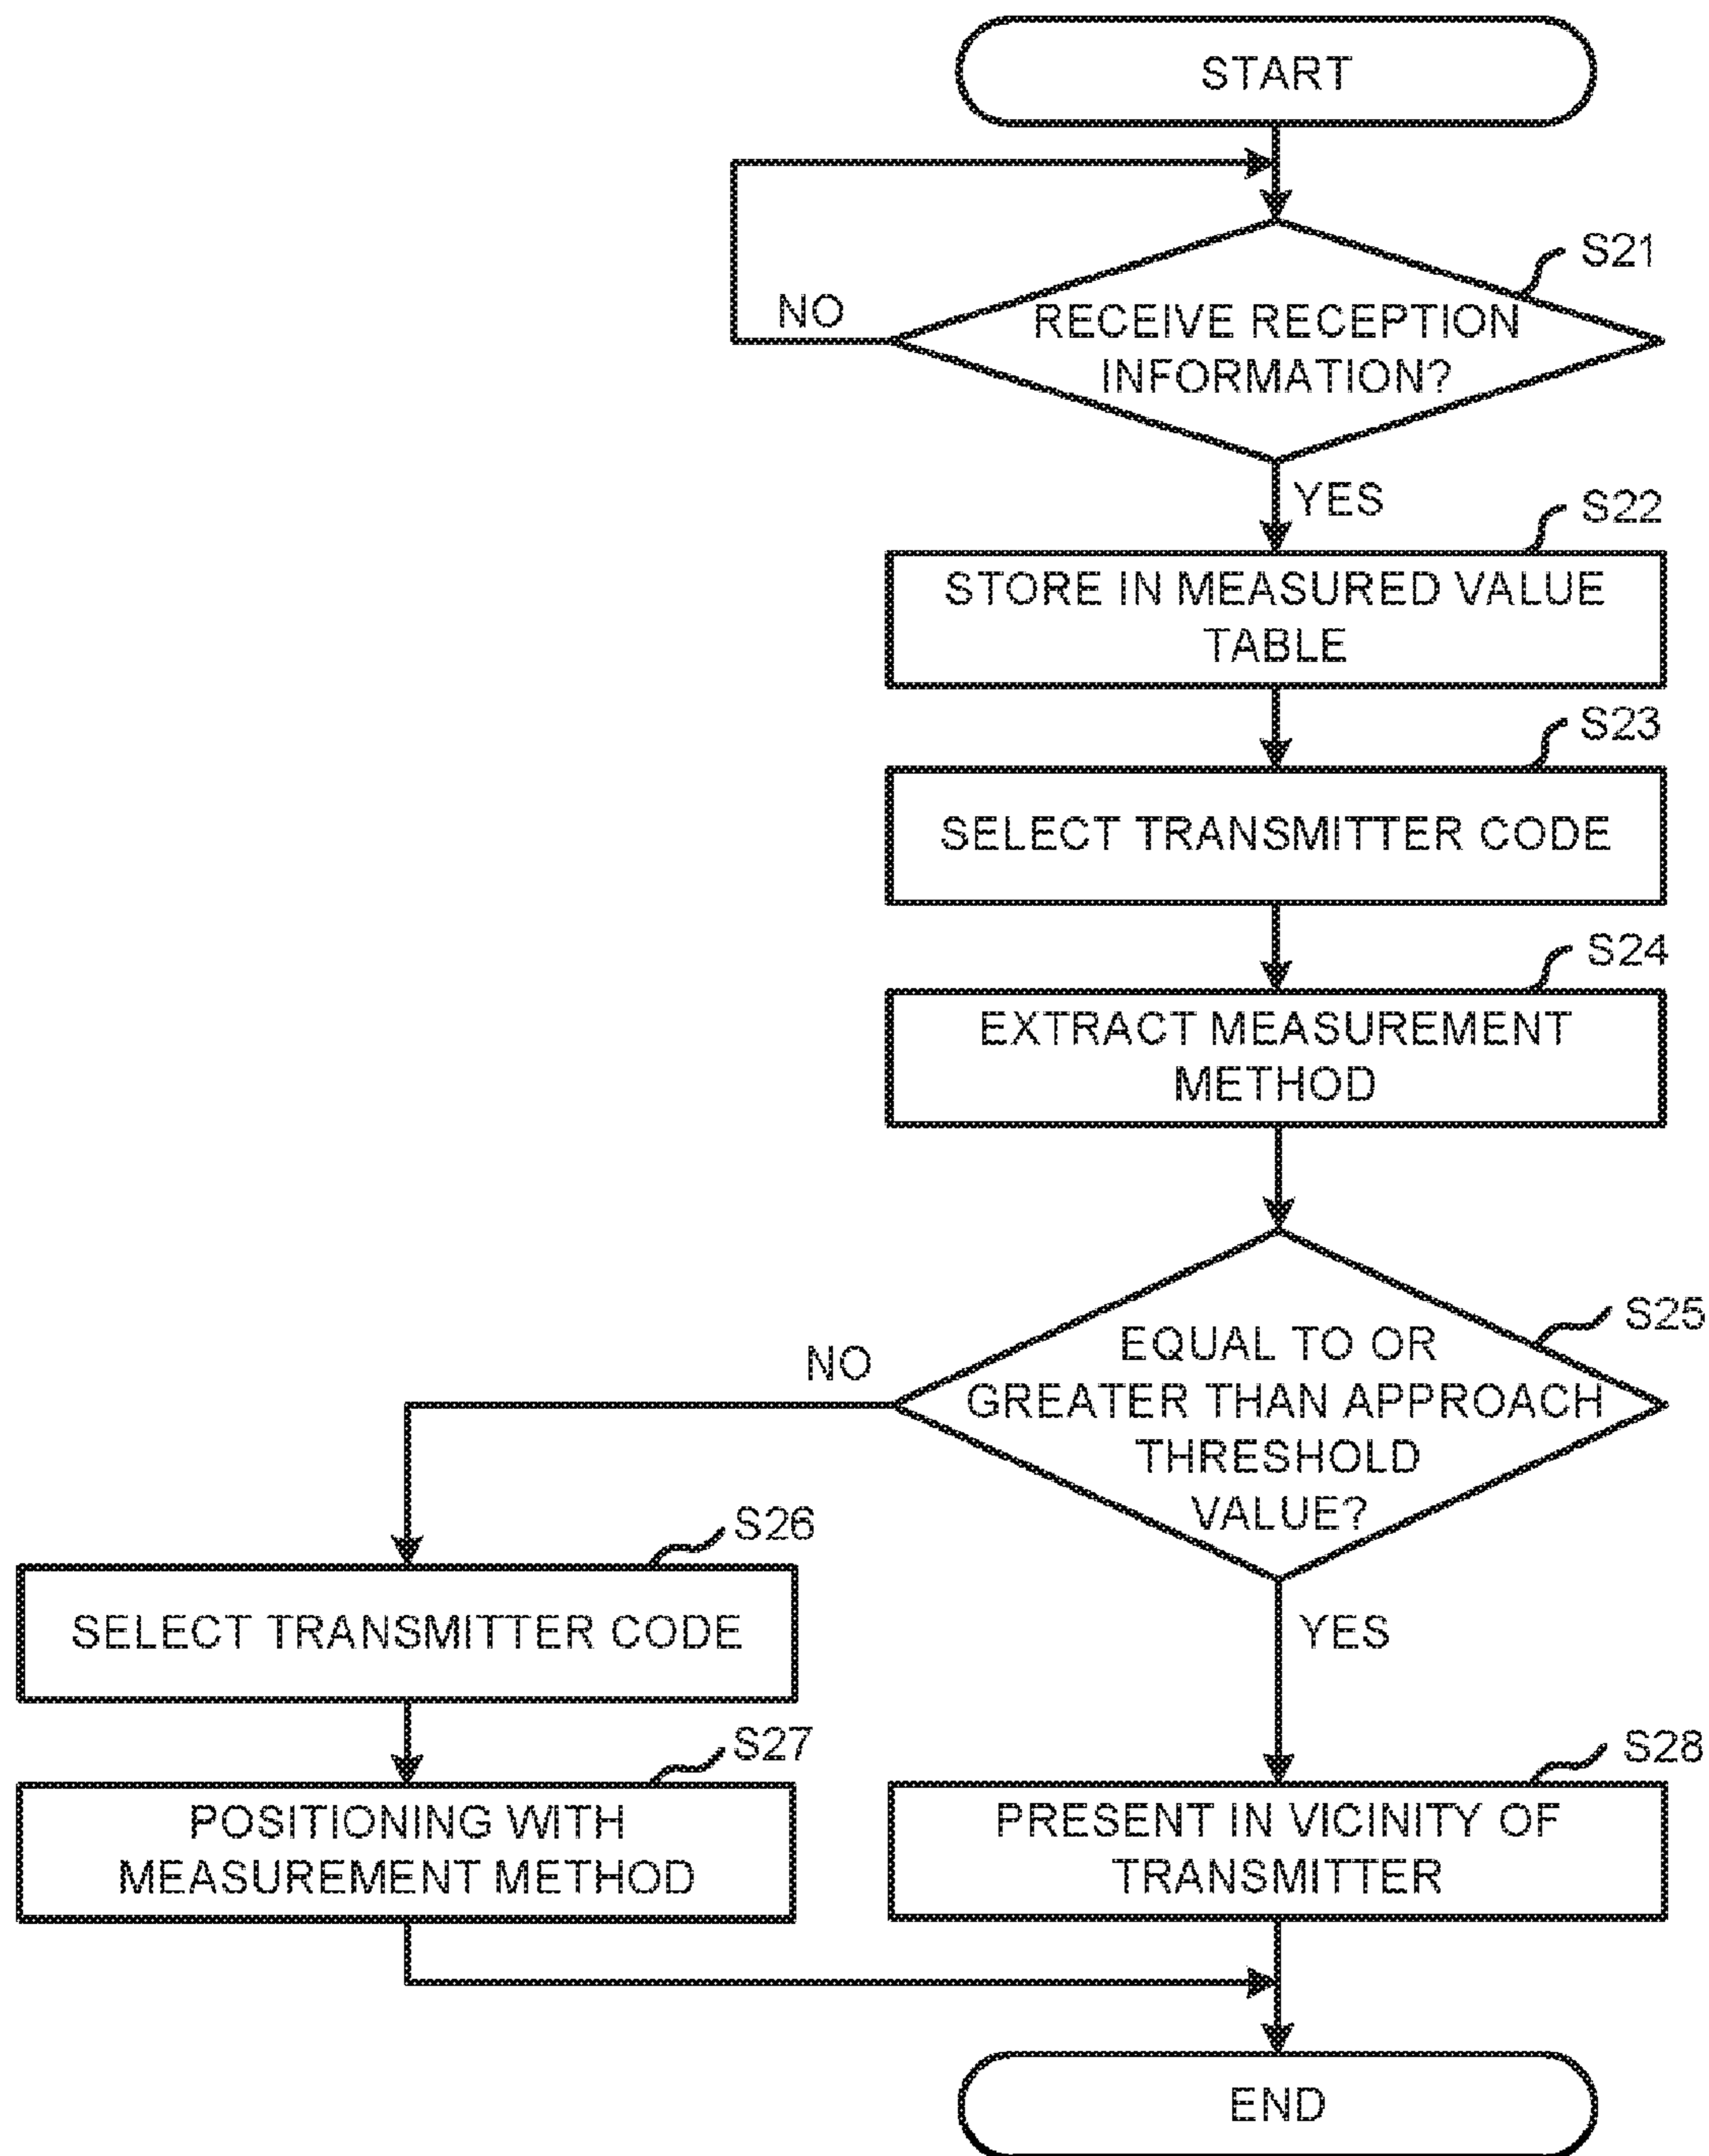 START
S21
NO
RECEIVE RECEPTION
INFORMATION?
YES
S22
STORE IN MEASURED VALUE
TABLE
S23
SELECT TRANSMITTER CODE
S24
EXTRACT MEASUREMENT
METHOD
S25
NO
EQUAL TO OR
GREATER THAN APPROACH
THRESHOLD
VALUE?
S26
SELECT TRANSMITTER CODE
YES
S27
POSITIONING WITH
MEASUREMENT METHOD
S28
PRESENT IN VICINITY OF
TRANSMITTER
END